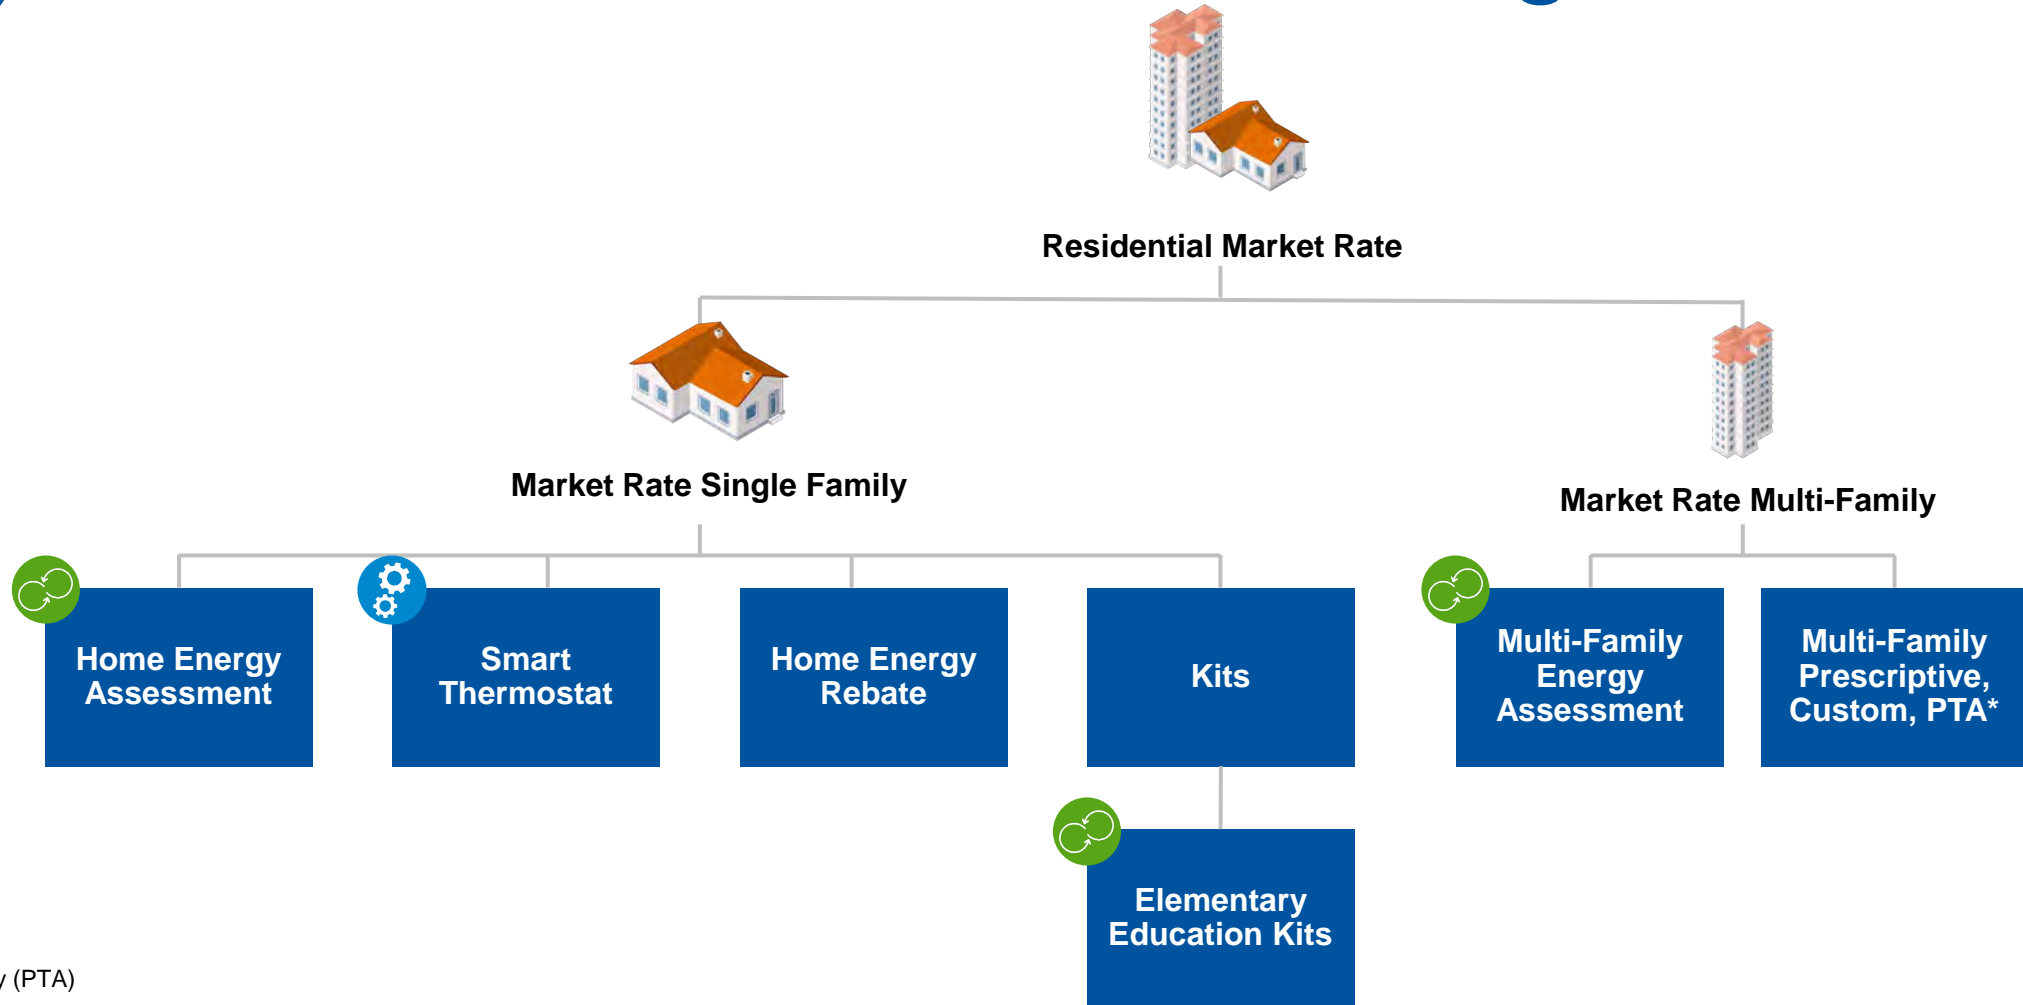 Residential Market Rate
Market Rate Single Family
Market Rate Multi-Family
Home Energy
Assessment
Smart
Thermostat
Home Energy
Rebate
Kits
Multi-Family
Energy
Assessment
Multi-Family
Prescriptive,
Custom, PTA*
Elementary
Education Kits
(PTA)